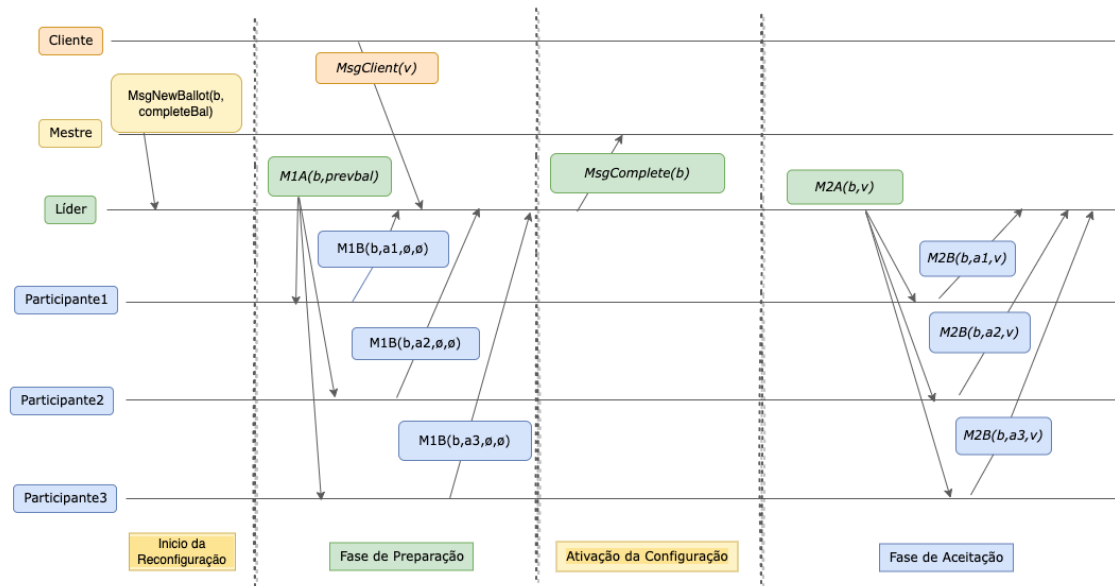 Cliente
MsgClient(v)
MsgNewBallot(b,
completeBal)
Mestre
M1A(b,prevbal)
MsgComplete(b)
M2A(b,v)
Líder
M1B(b,a1,ø,ø)
M2B(b,a1,v)
Participante1
M1B(b,a2,ø,ø)
M2B(b,a2,v)
Participante2
M1B(b,a3,ø,ø)
M2B(b,a3,v)
Participante3
Inicio da
Reconfiguração
Fase de Preparação
Ativação da Configuração
Fase de Aceitação